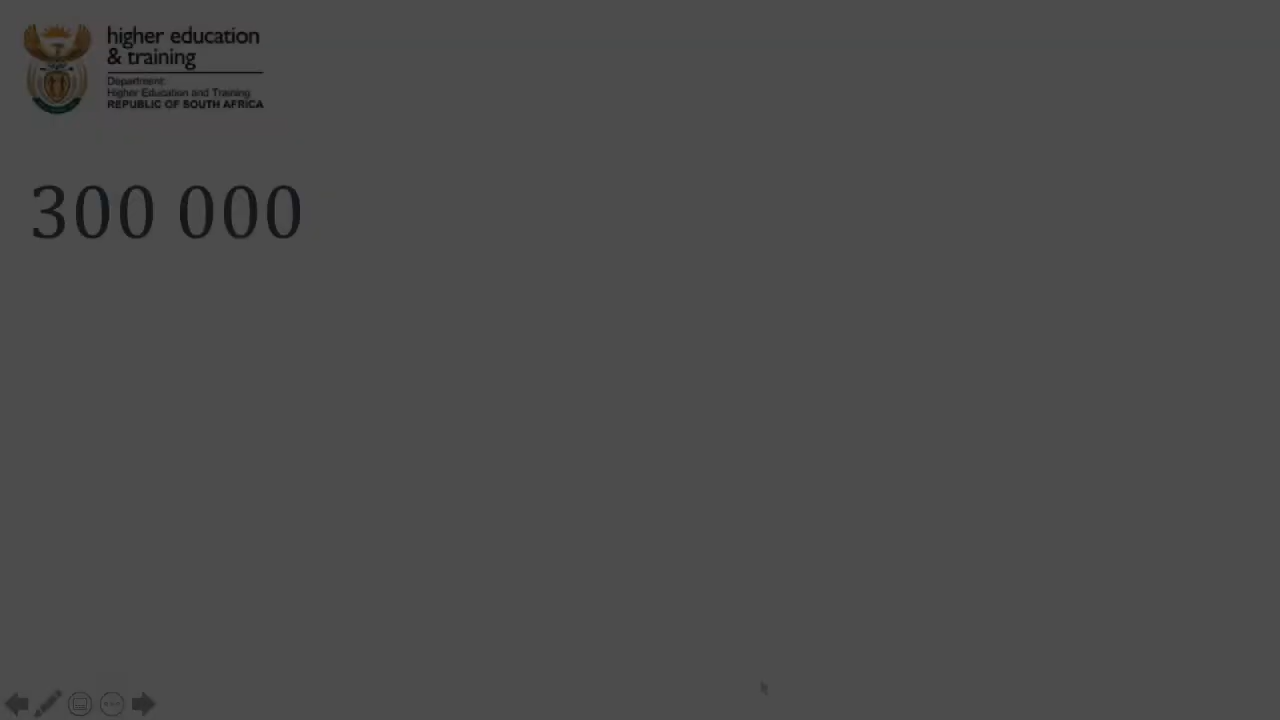 higher education
& training
Department:
Higher Education and Training
REPUBLIC OF SOUTH AFRICA
300 000